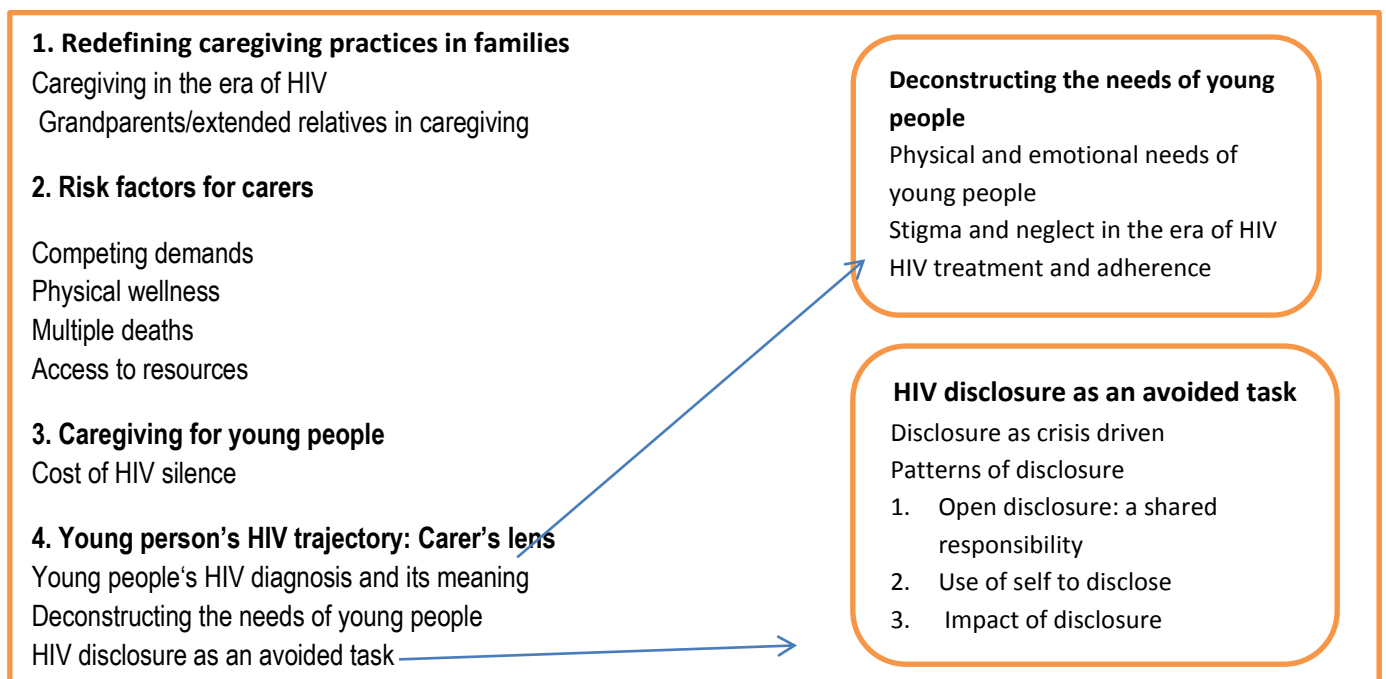 1. Redefining caregiving practices in families
Caregiving in the era of HIV
Grandparents/extended relatives in caregiving
2. Risk factors for carers
Competing demands
Physical wellness
Multiple deaths
Access to resources
3. Caregiving for young people
Cost of HIV silence
4. Young person’s HIV trajectory: Carer’s lens
Young people‘s HIV diagnosis and its meaning
Deconstructing the needs of young people
HIV disclosure as an avoided task
Deconstructing the needs of young
people
Physical and emotional needs of
young people
Stigma and neglect in the era of HIV
HIV treatment and adherence
HIV disclosure as an avoided task
Disclosure as crisis driven
Patterns of disclosure
1. Open disclosure: a shared
responsibility
2. Use of self to disclose
3. Impact of disclosure